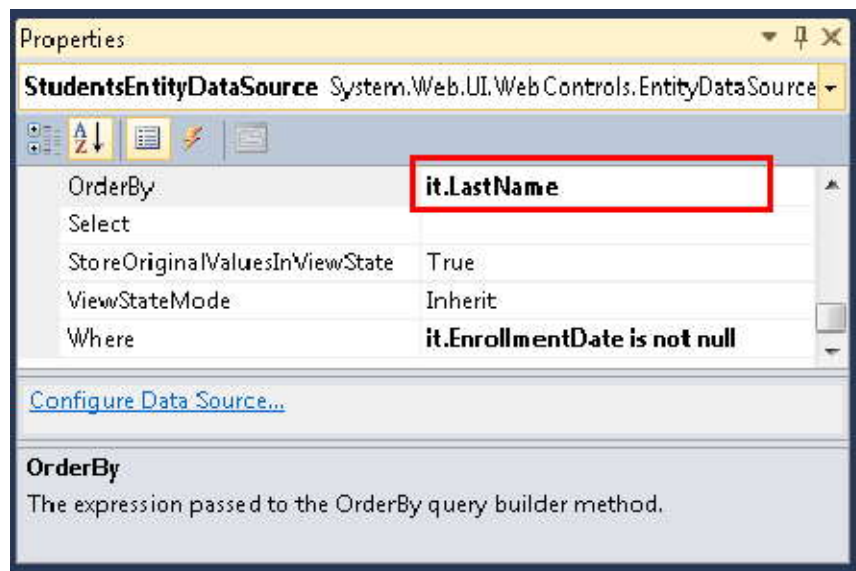 Properties
StudentsEntityDataSource System.Web.UI.WebControls.EntityDataSource
OrderBy it.LastName
Select
StoreOriginalValuesInViewState True
ViewStateMode Inherit
Where it.EnrollmentDate is not null
Configure Data Source...
OrderBy
The expression passed to the OrderBy query builder method.